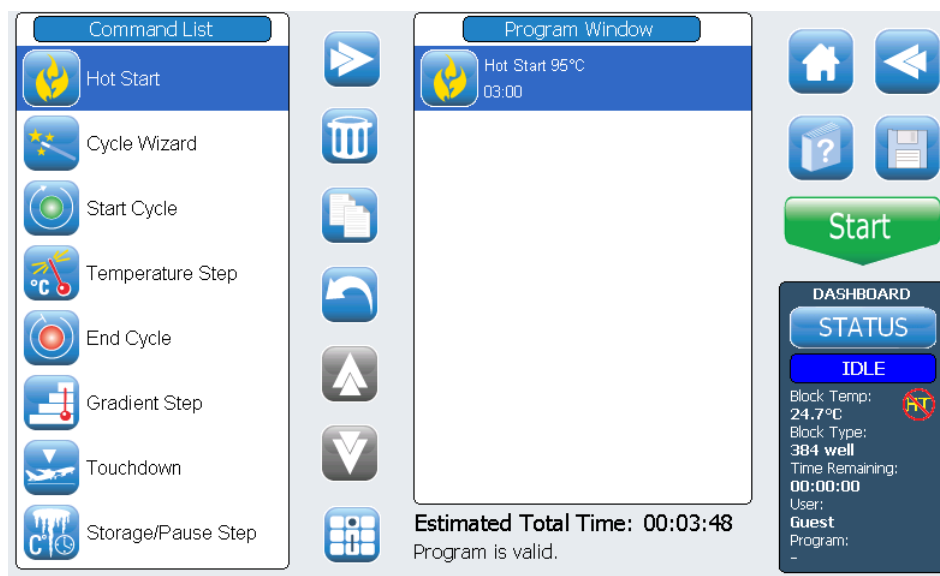 Command List
Hot Start
Cycle Wizard
Start Cycle
°C
Temperature Step
End Cycle
Gradient Step
Touchdown
C°
Storage/Pause Step
Program Window
Hot Start 95°C
03:00
Estimated Total Time: 00:03:48
Program is valid.
?
Start
DASHBOARD
STATUS
IDLE
Block Temp:
24.7°C
HT
Block Type:
384 well
Time Remaining:
00:00:00
User:
Guest
Program:
–